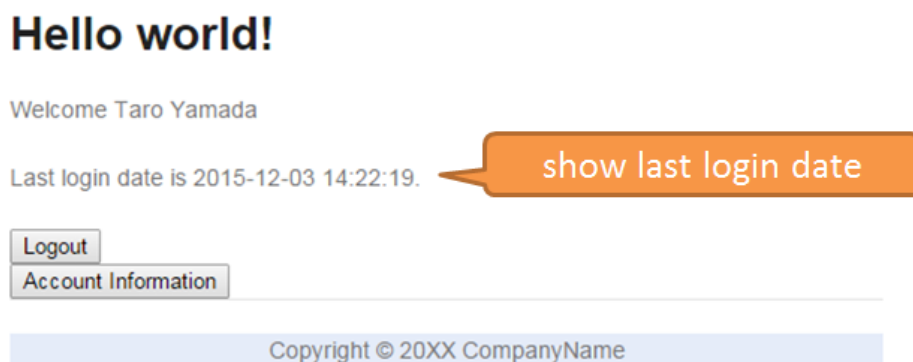 Hello world!
Welcome Taro Yamada
Last login date is 2015-12-03 14:22:19.
show last login date
Logout
Account Information
Copyright © 20XX CompanyName